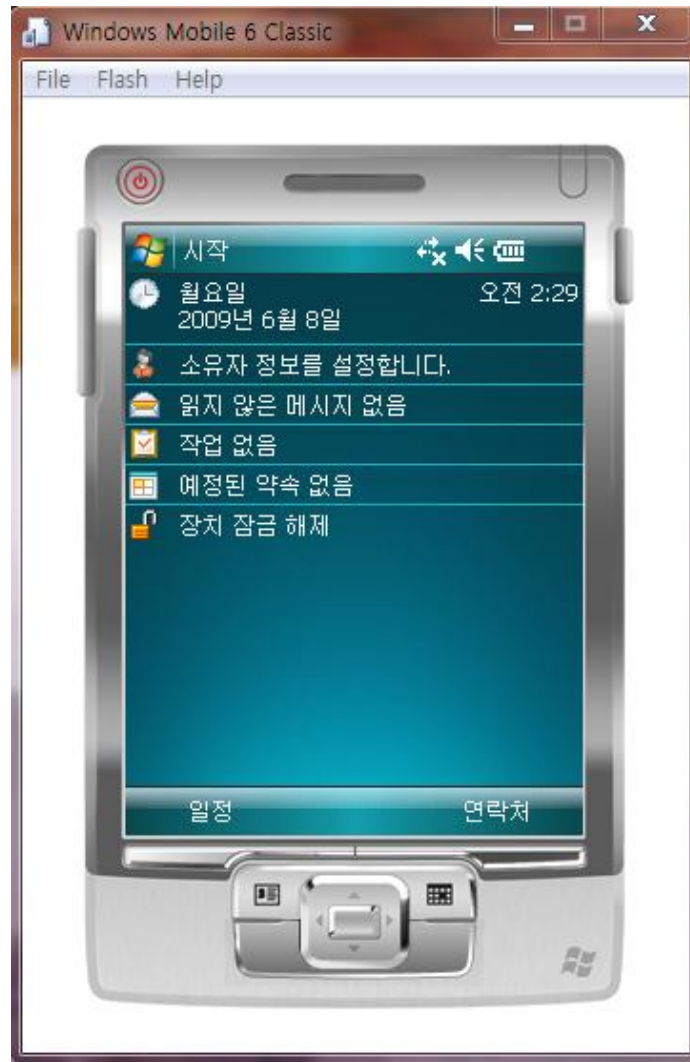 Windows Mobile 6 Classic
File Flash Help
시작
월요일 오전 2:29
2009년 6월 8일
소유자 정보를 설정합니다.
읽지 않은 메시지 없음
작업 없음
예정된 약속 없음
장치 잠금 해제
일정 연락처